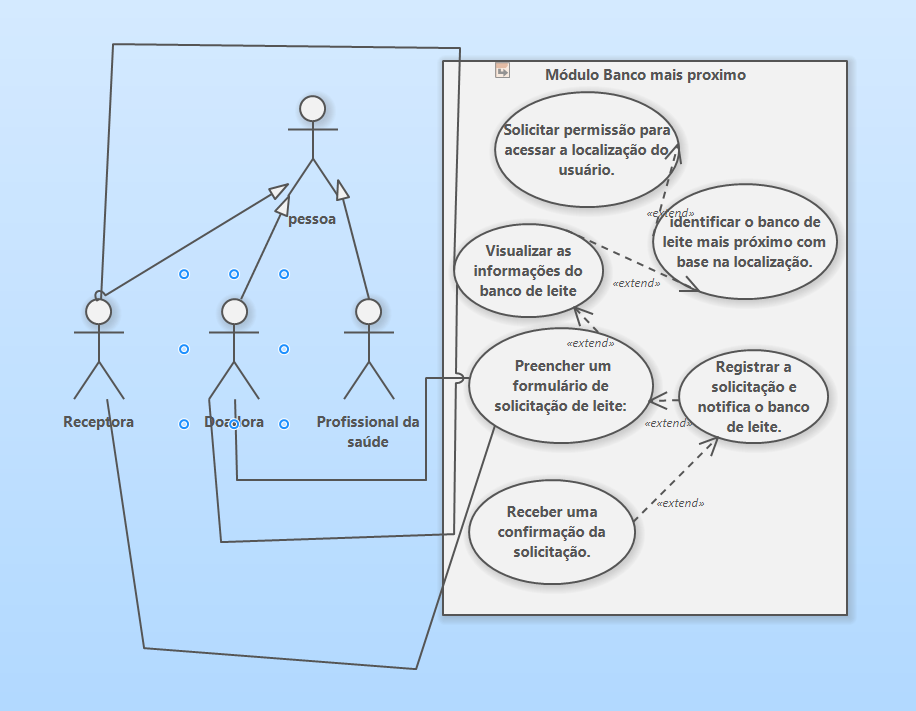 Módulo Banco mais proximo
Solicitar permissão para
acessar a localização do
usuário.
«extend»
identificar o banco de
leite mais próximo com
base na localização.
pessoa
Visualizar as
informações do
banco de leite
«extend»
«extend»
Preencher um
formulário de
solicitação de leite:
Registrar a
solicitação e
notifica o banco
de leite.
«extend»
Receptora
Doadora
Profissional da
saúde
Receber uma
confirmação da
solicitação.
«extend»